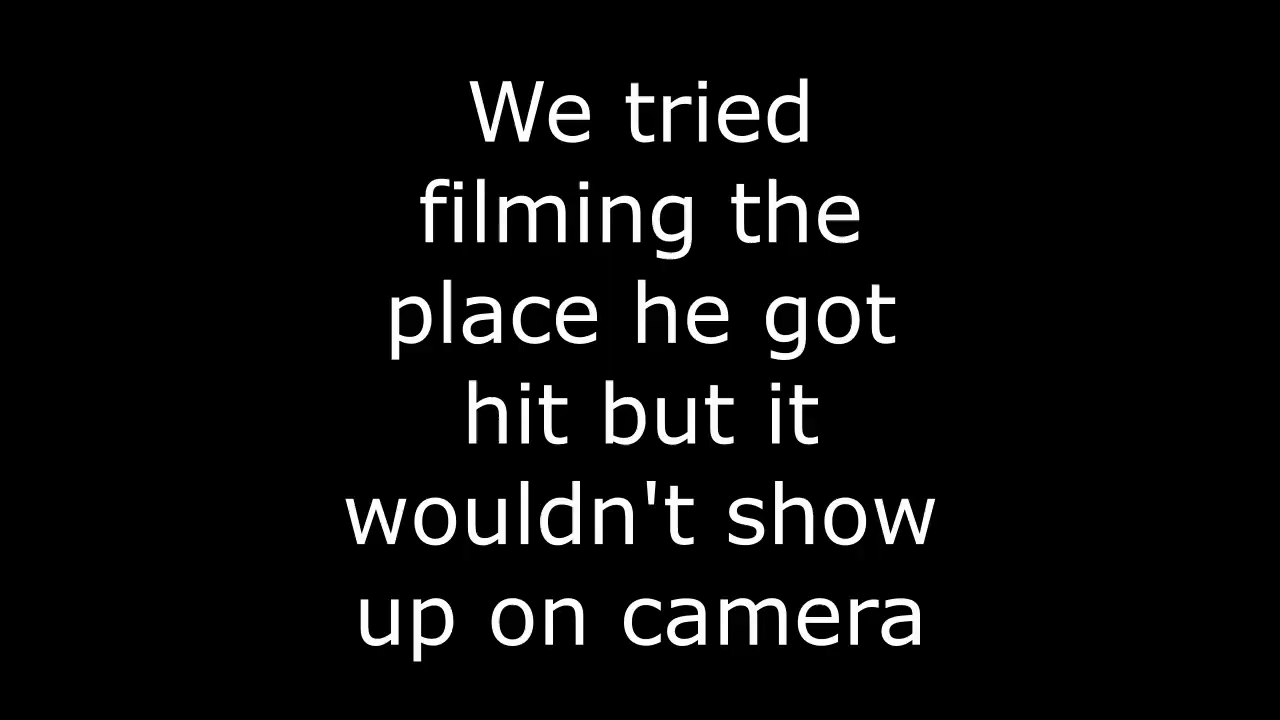 We tried
filming the
place he got
hit but it
wouldn't show
up on camera